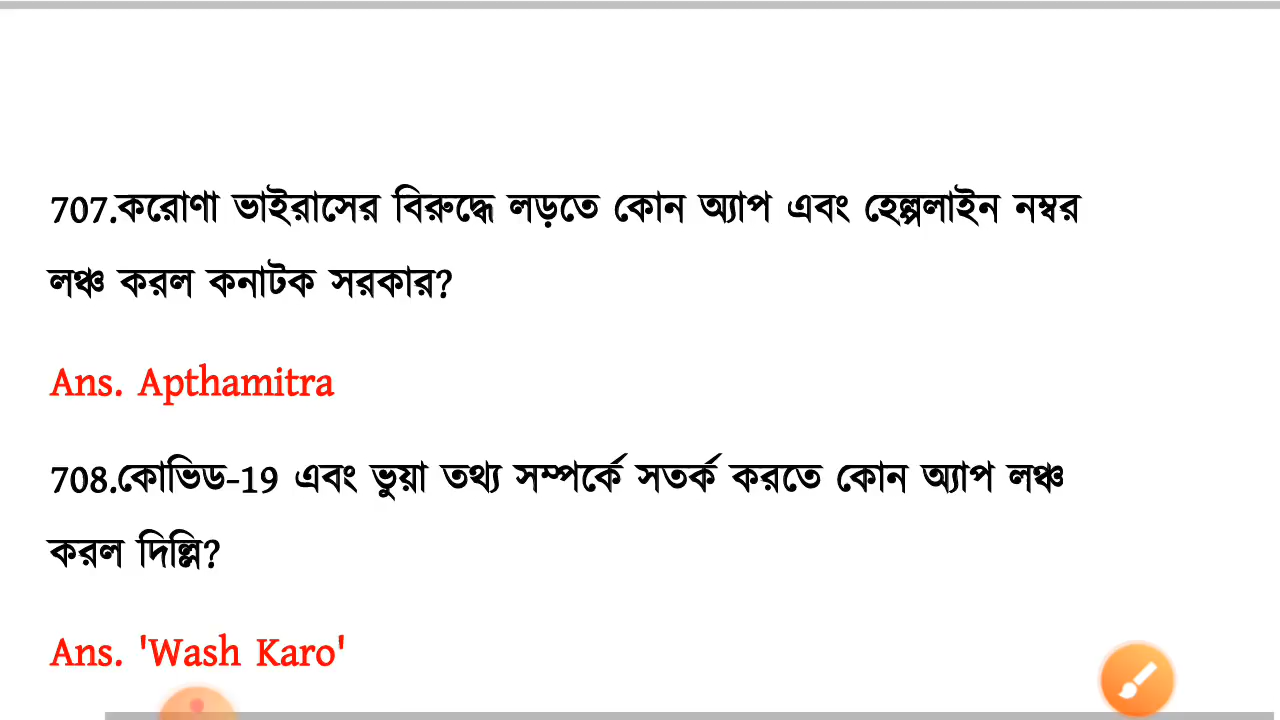 707.করোণা ভাইরাসের বিরুদ্ধে লড়তে কোন অ্যাপ এবং হেল্পলাইন নম্বর
লঞ্চ করল কনাটক সরকার?
Ans. Apthamitra
708.কোভিড-19 এবং ভুয়া তথ্য সম্পর্কে সতর্ক করতে কোন অ্যাপ লঞ্চ
করল দিল্লি?
Ans. 'Wash Karo'